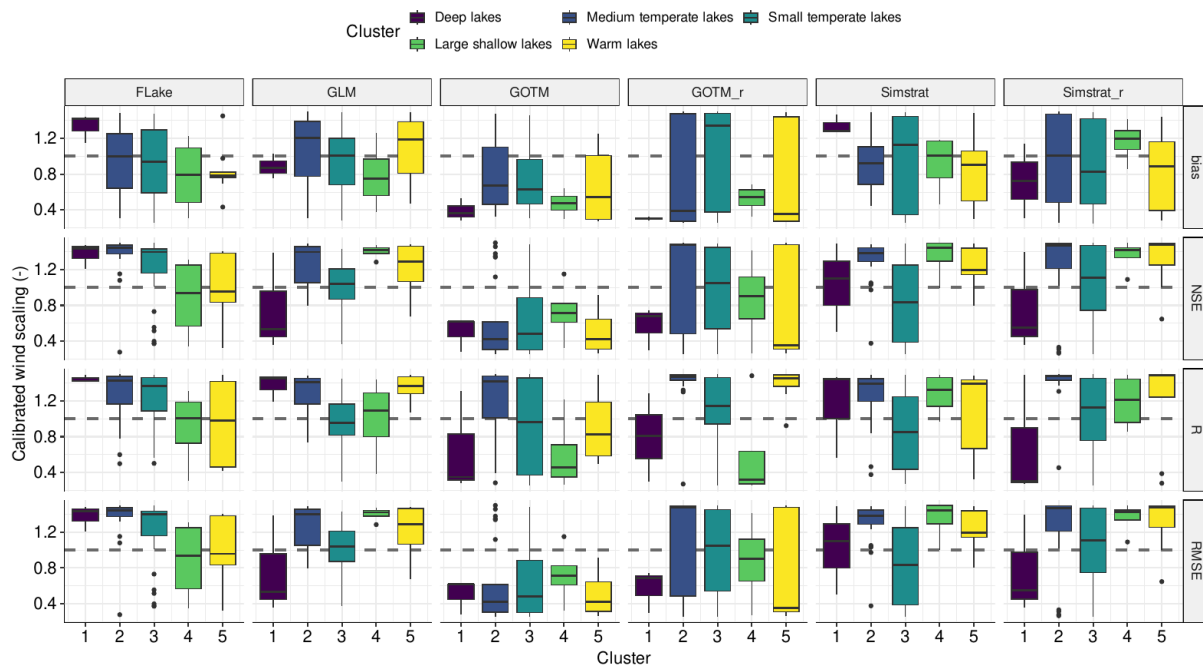 Cluster
Deep lakes
Medium temperate lakes
Small temperate lakes
Large shallow lakes
Warm lakes
FLake
GLM
GOTM
GOTM_r
Simstrat
Simstrat_r
Calibrated wind scaling (-)
1.2
0.8
0.4
bias
1.2
0.8
0.4
NSE
1.2
0.8
0.4
R
1.2
0.8
0.4
RMSE
1 2 3 4 5 1 2 3 4 5 1 2 3 4 5 1 2 3 4 5 1 2 3 4 5 1 2 3 4 5
Cluster